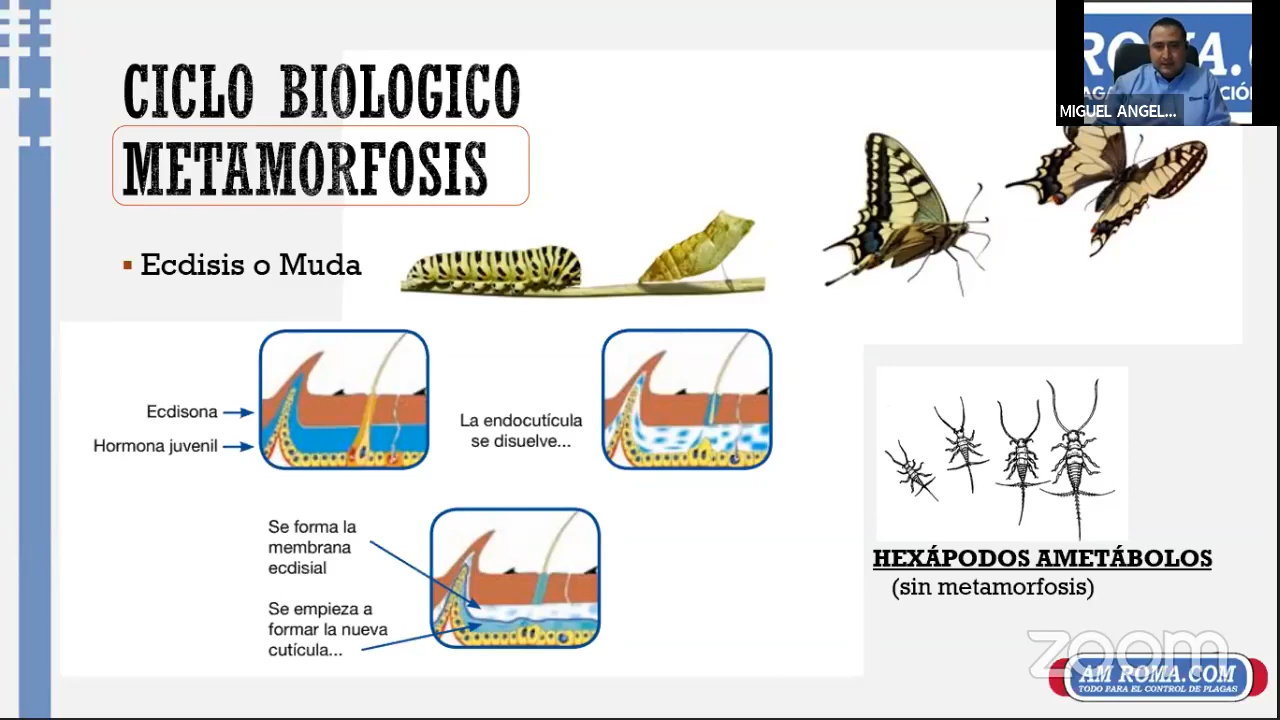 CICLO BIOLOGICO
METAMORFOSIS
▪ Ecdisis o Muda
Ecdisona
Hormona juvenil
La endocutícula
se disuelve...
Se forma la
membrana
ecdisial
Se empieza a
formar la nueva
cutícula...
HEXÁPODOS AMETÁBOLOS
(sin metamorfosis)
MIGUEL ANGEL...
zoom
AM ROMA.COM
TODO PARA EL CONTROL DE PLAGAS